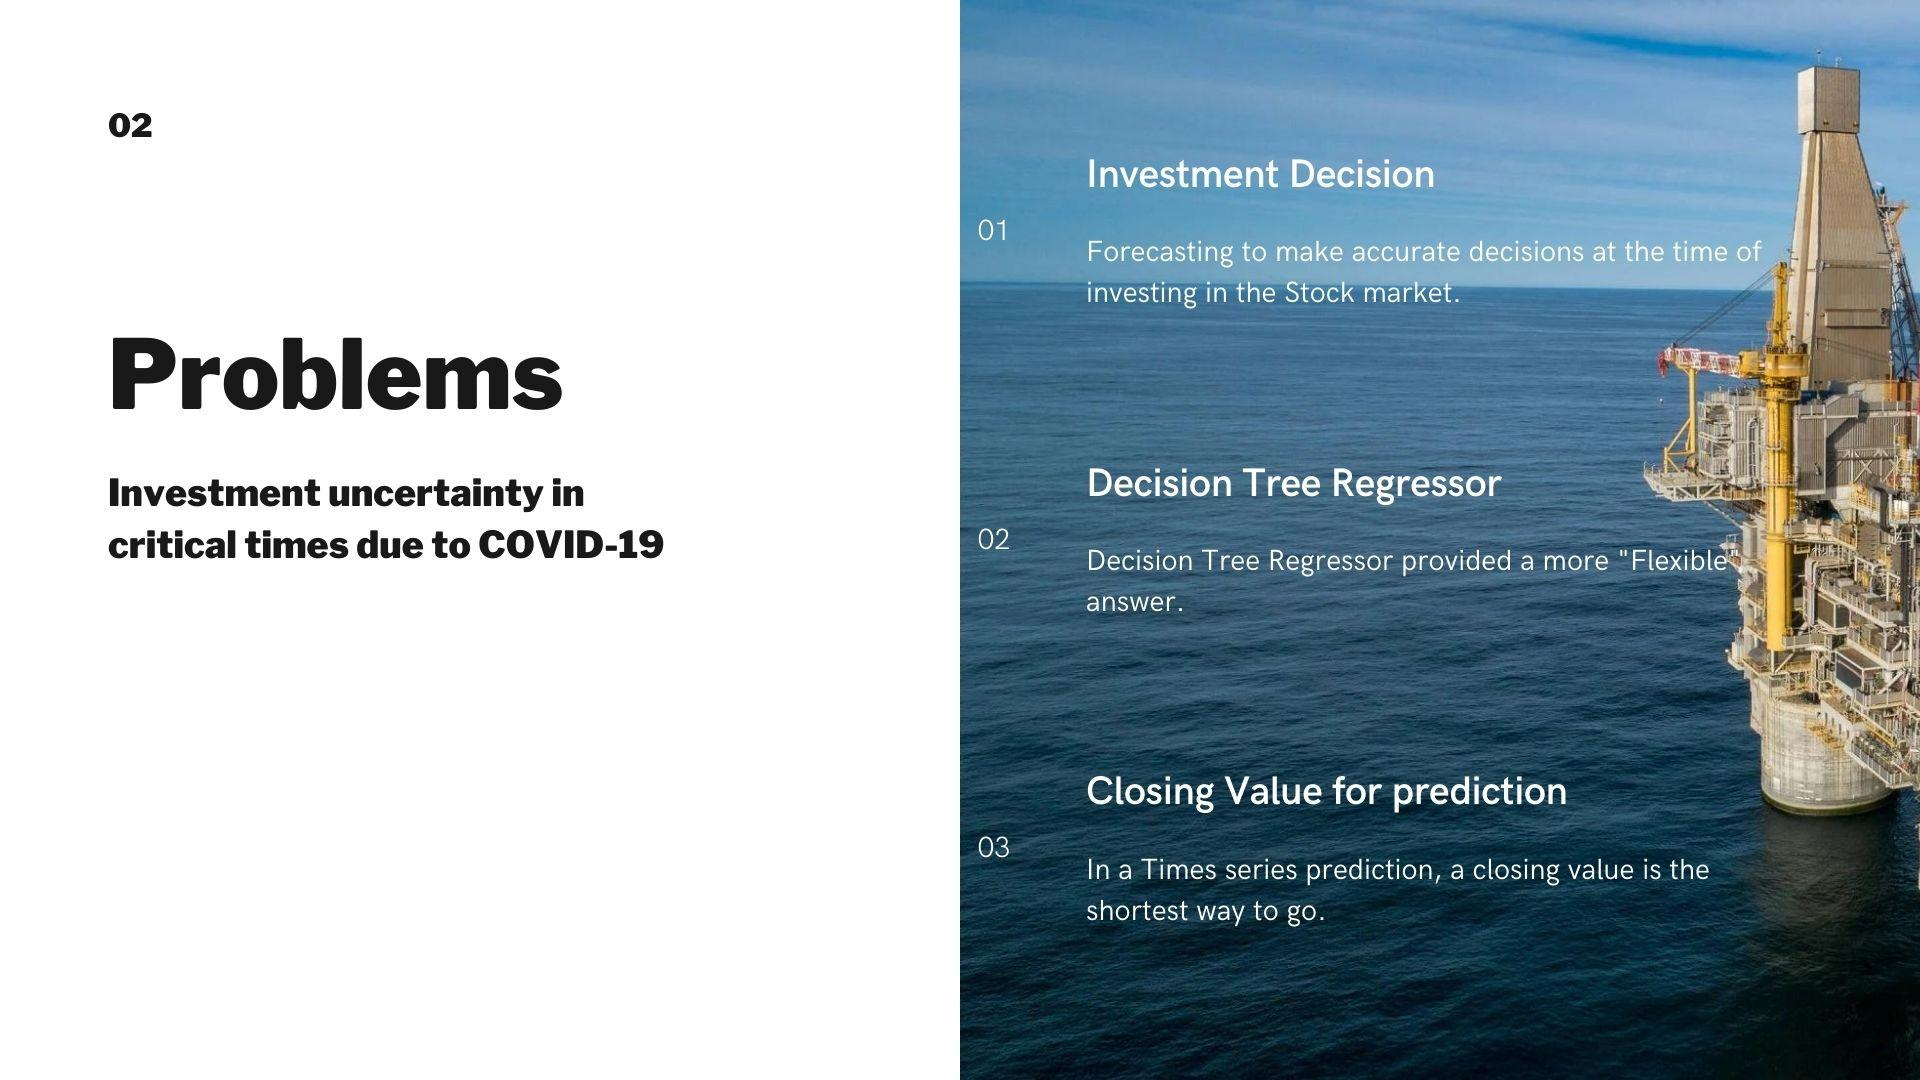 02
Problems
Investment uncertainty in
critical times due to COVID-19
Investment Decision
01
Forecasting to make accurate decisions at the time of
investing in the Stock market.
Decision Tree Regressor
02
Decision Tree Regressor provided a more "Flexible"
answer.
Closing Value for prediction
03
In a Times series prediction, a closing value is the
shortest way to go.